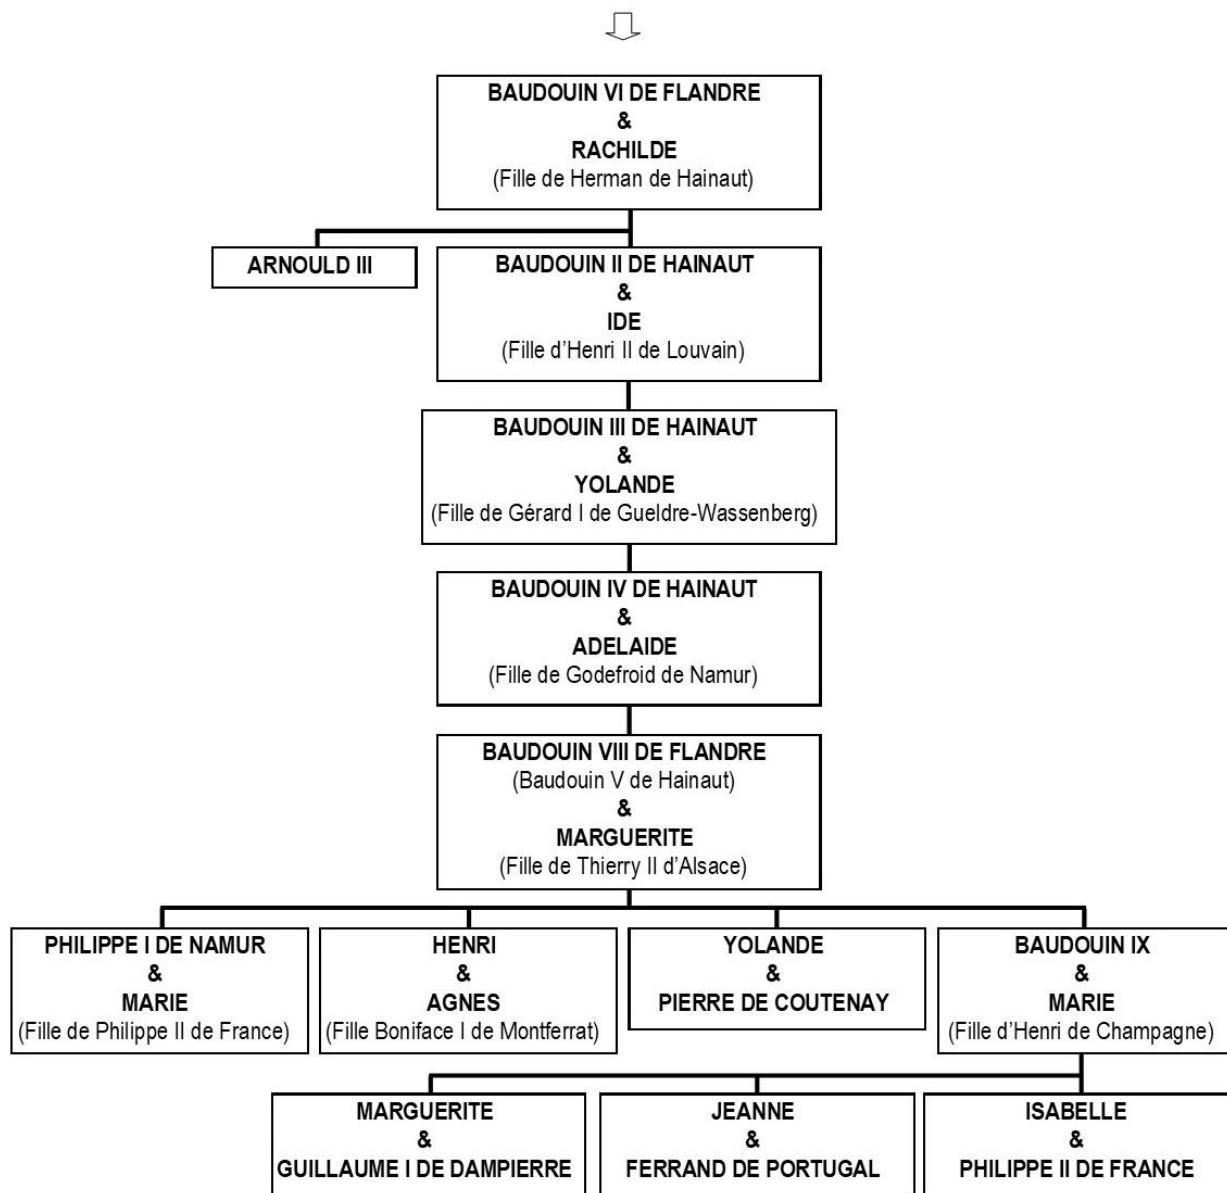 BAUDOUIN VI DE FLANDRE
&
RACHILDE
(Fille de Herman de Hainaut)
ARNOULD III
BAUDOUIN II DE HAINAUT
&
IDE
(Fille d’Henri II de Louvain)
BAUDOUIN III DE HAINAUT
&
YOLANDE
(Fille de Gérard I de Gueldre-Wassenberg)
BAUDOUIN IV DE HAINAUT
&
ADELAIDE
(Fille de Godefroid de Namur)
BAUDOUIN VIII DE FLANDRE
(Baudouin V de Hainaut)
&
MARGUERITE
(Fille de Thierry II d’Alsace)
PHILIPPE I DE NAMUR
&
MARIE
(Fille de Philippe II de France)
HENRI
&
AGNES
(Fille Boniface I de Montferrat)
YOLANDE
&
PIERRE DE COUTENAY
BAUDOUIN IX
&
MARIE
(Fille d’Henri de Champagne)
MARGUERITE
&
GUILLAUME I DE DAMPIERRE
JEANNE
&
FERRAND DE PORTUGAL
ISABELLE
&
PHILIPPE II DE FRANCE